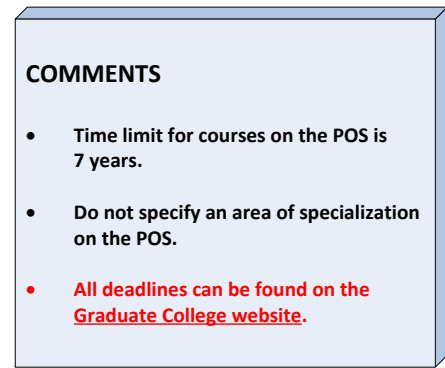 COMMENTS
• Time limit for courses on the POS is
7 years.
• Do not specify an area of specialization
on the POS.
• All deadlines can be found on the
Graduate College website.